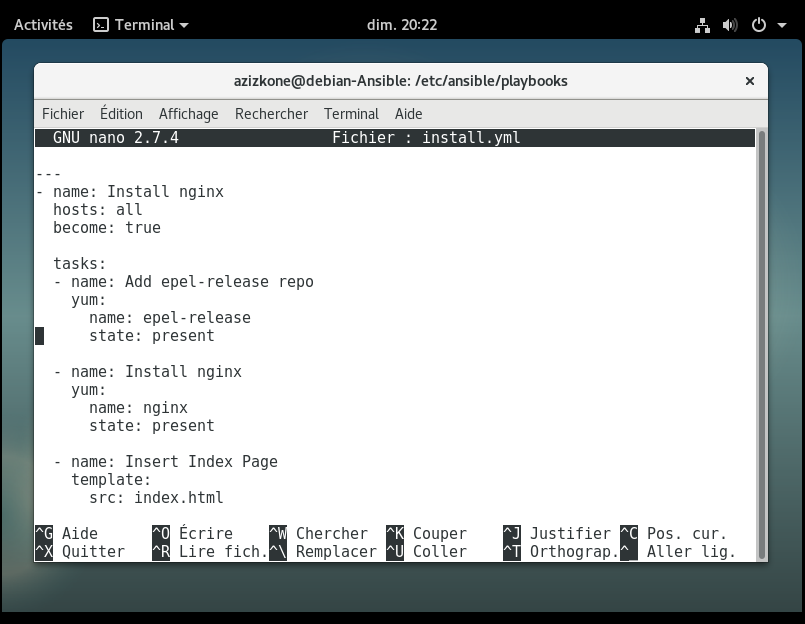 Activités Terminal dim. 20:22
azizkone@debian-Ansible: /etc/ansible/playbooks ×
Fichier Édition Affichage Rechercher Terminal Aide
GNU nano 2.7.4 Fichier : install.yml
---
- name: Install nginx
  hosts: all
  become: true
  tasks:
  - name: Add epel-release repo
    yum:
      name: epel-release
      state: present
  - name: Install nginx
    yum:
      name: nginx
      state: present
  - name: Insert Index Page
    template:
      src: index.html
^G Aide ^O Écrire ^W Chercher ^K Couper ^J Justifier ^C Pos. cur.
^X Quitter ^R Lire fich. ^\ Remplacer ^U Coller ^T Orthograp. ^_ Aller lig.